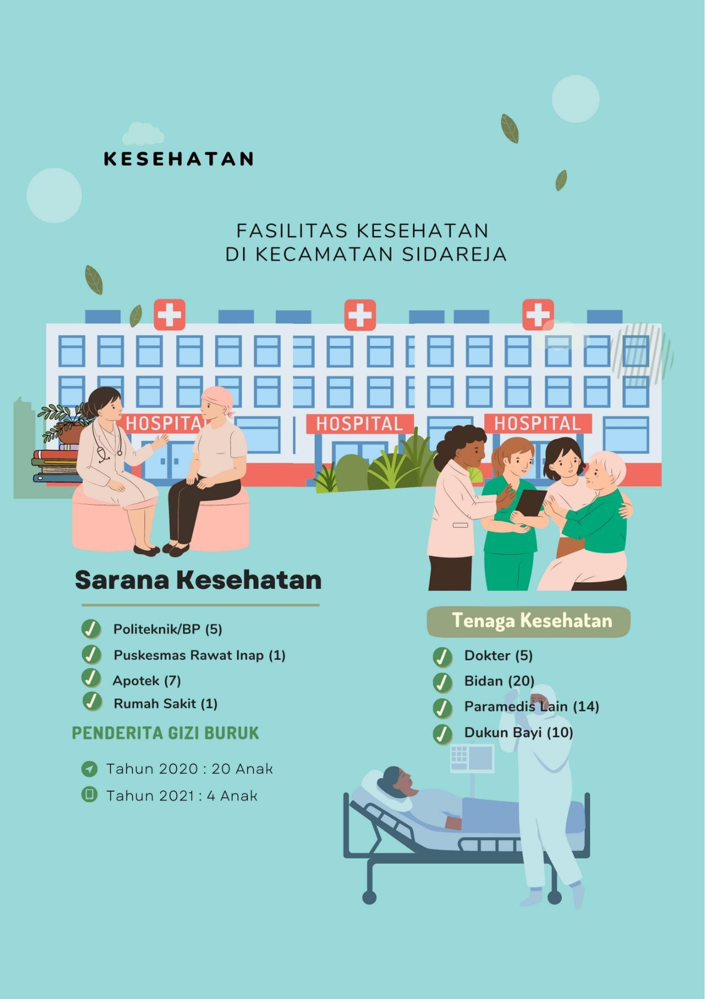 KESEHATAN
FASILITAS KESEHATAN
DI KECAMATAN SIDAREJA
HOSPITAL
HOSPITAL
HOSPITAL
Sarana Kesehatan
Politeknik/BP (5)
Puskesmas Rawat Inap (1)
Apotek (7)
Rumah Sakit (1)
PENDERITA GIZI BURUK
Tahun 2020 : 20 Anak
Tahun 2021 : 4 Anak
Tenaga Kesehatan
Dokter (5)
Bidan (20)
Paramedis Lain (14)
Dukun Bayi (10)